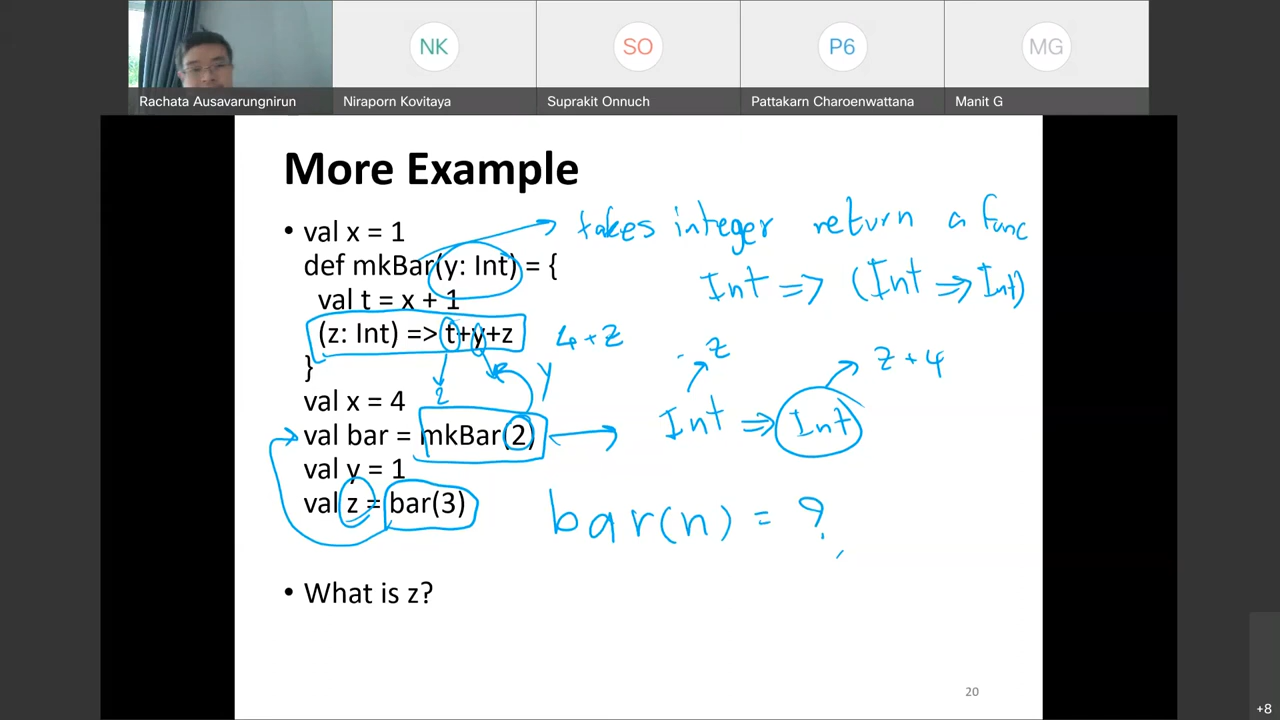 NK
SO
P6
MG
Rachata Ausavarungnirun
Niraporn Kovitaya
Suprakit Onnuch
Pattakarn Charoenwattana
Manit G
More Example
• val x = 1
takes integer return a func
def mkBar(y: Int) = {
Int => (Int => Int)
val t = x + 1
(z: Int) => t+y+z
4+z
z
z+4
}
2
y
val x = 4
val bar = mkBar(2)
Int => Int
val y = 1
val z = bar(3)
bar(n) = ?
• What is z?
20
+8